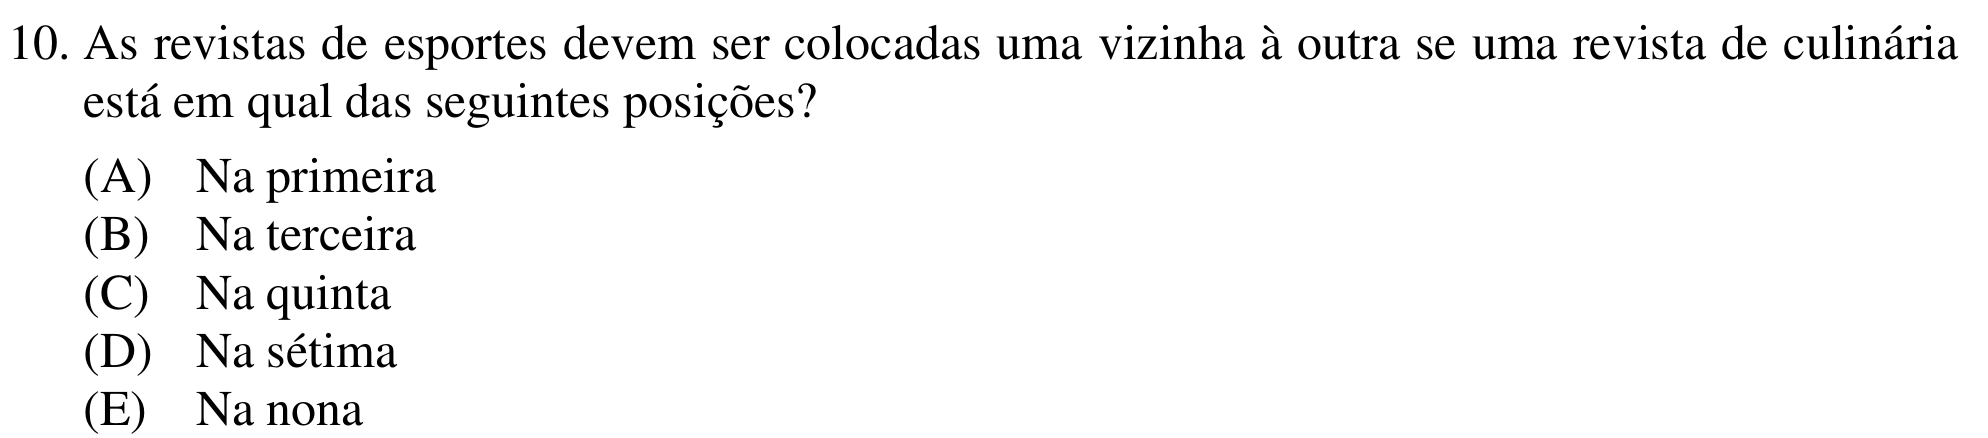 10. As revistas de esportes devem ser colocadas uma vizinha à outra se uma revista de culinária
está em qual das seguintes posições?
(A) Na primeira
(B) Na terceira
(C) Na quinta
(D) Na sétima
(E) Na nona